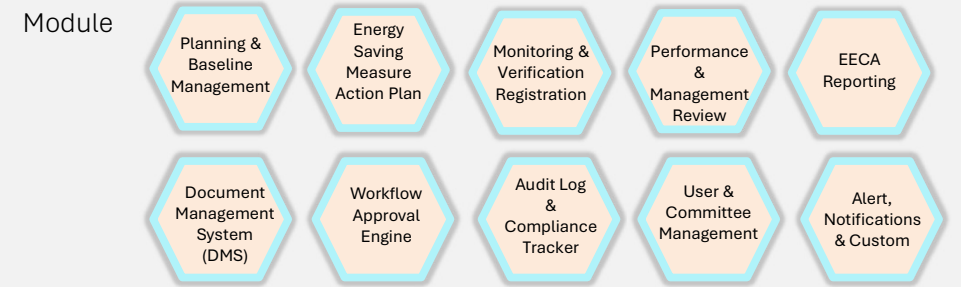 Module
Planning &
Baseline
Management
Energy
Saving
Measure
Action Plan
Monitoring &
Verification
Registration
Performance
&
Management
Review
EECA
Reporting
Document
Management
System
(DMS)
Workflow
Approval
Engine
Audit Log
&
Compliance
Tracker
User &
Committee
Management
Alert,
Notifications
& Custom